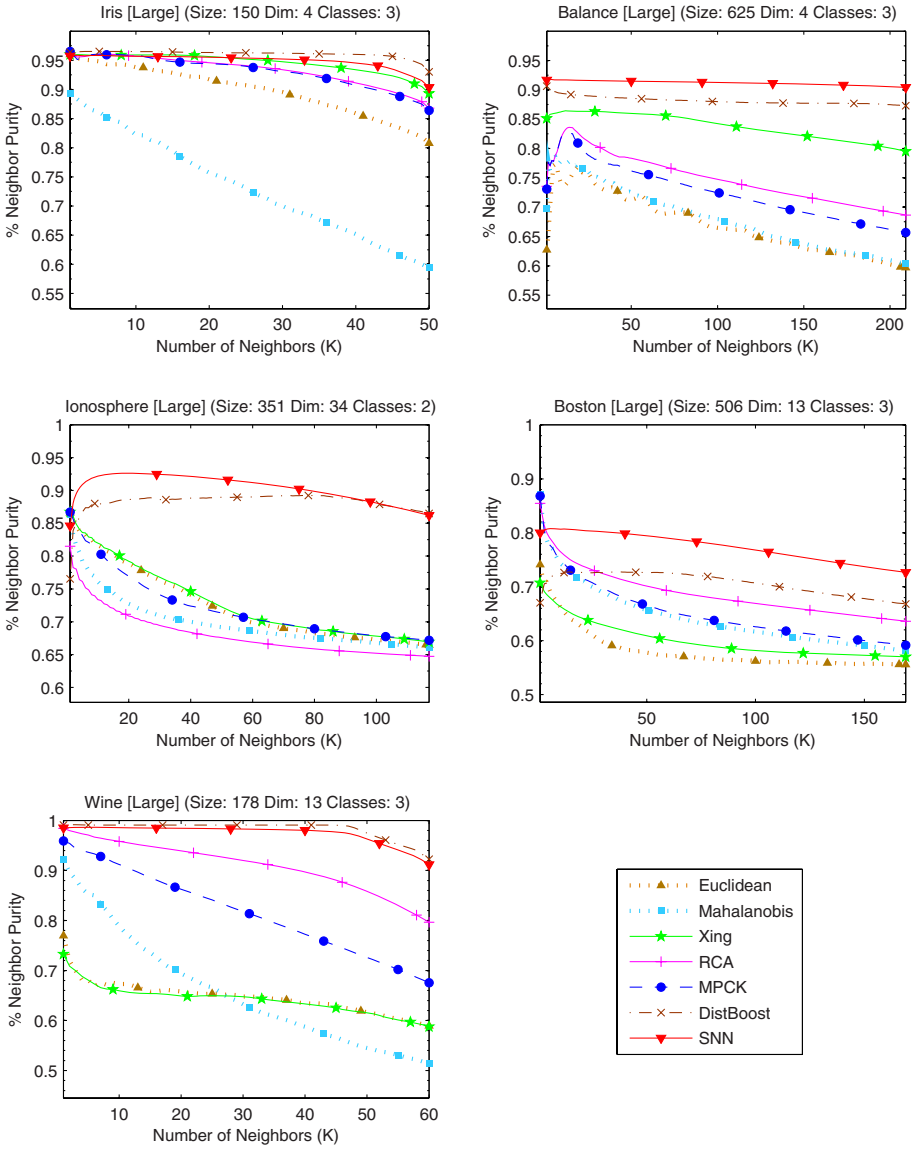 Iris [Large] (Size: 150 Dim: 4 Classes: 3)
0.95
0.9
0.85
0.8
0.75
0.7
0.65
0.6
0.55
% Neighbor Purity
10
20
30
40
50
Number of Neighbors (K)
Balance [Large] (Size: 625 Dim: 4 Classes: 3)
0.95
0.9
0.85
0.8
0.75
0.7
0.65
0.6
0.55
% Neighbor Purity
50
100
150
200
Number of Neighbors (K)
Ionosphere [Large] (Size: 351 Dim: 34 Classes: 2)
1
0.95
0.9
0.85
0.8
0.75
0.7
0.65
0.6
% Neighbor Purity
20
40
60
80
100
Number of Neighbors (K)
Boston [Large] (Size: 506 Dim: 13 Classes: 3)
1
0.9
0.8
0.7
0.6
0.5
% Neighbor Purity
50
100
150
Number of Neighbors (K)
Wine [Large] (Size: 178 Dim: 13 Classes: 3)
1
0.9
0.8
0.7
0.6
0.5
% Neighbor Purity
10
20
30
40
50
60
Number of Neighbors (K)
Euclidean
Mahalanobis
Xing
RCA
MPCK
DistBoost
SNN